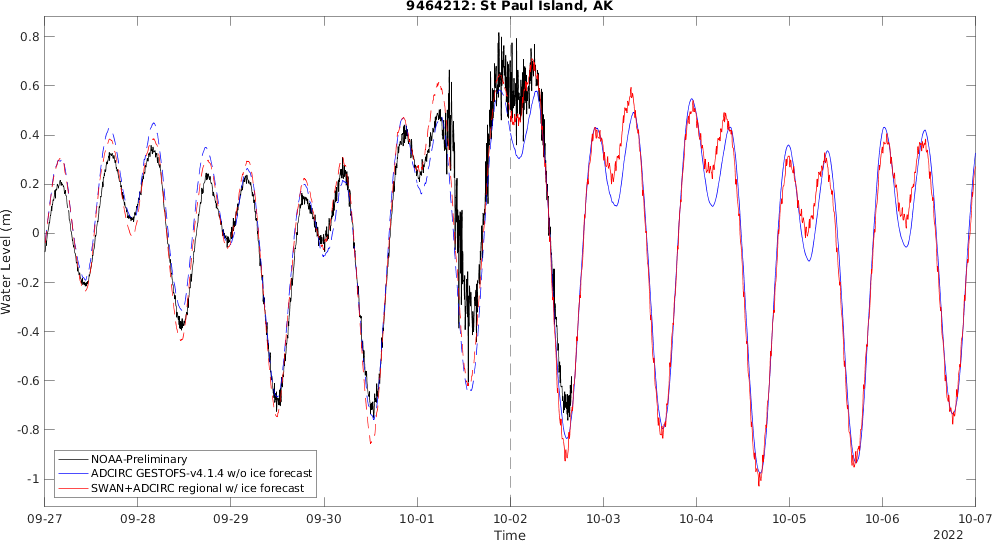 9464212: St Paul Island, AK
Water Level (m)
0.8
0.6
0.4
0.2
0
-0.2
-0.4
-0.6
-0.8
-1
NOAA-Preliminary
ADCIRC GESTOFS-v4.1.4 w/o ice forecast
SWAN+ADCIRC regional w/ ice forecast
09-27 09-28 09-29 09-30 10-01 10-02 10-03 10-04 10-05 10-06 10-07
Time
2022